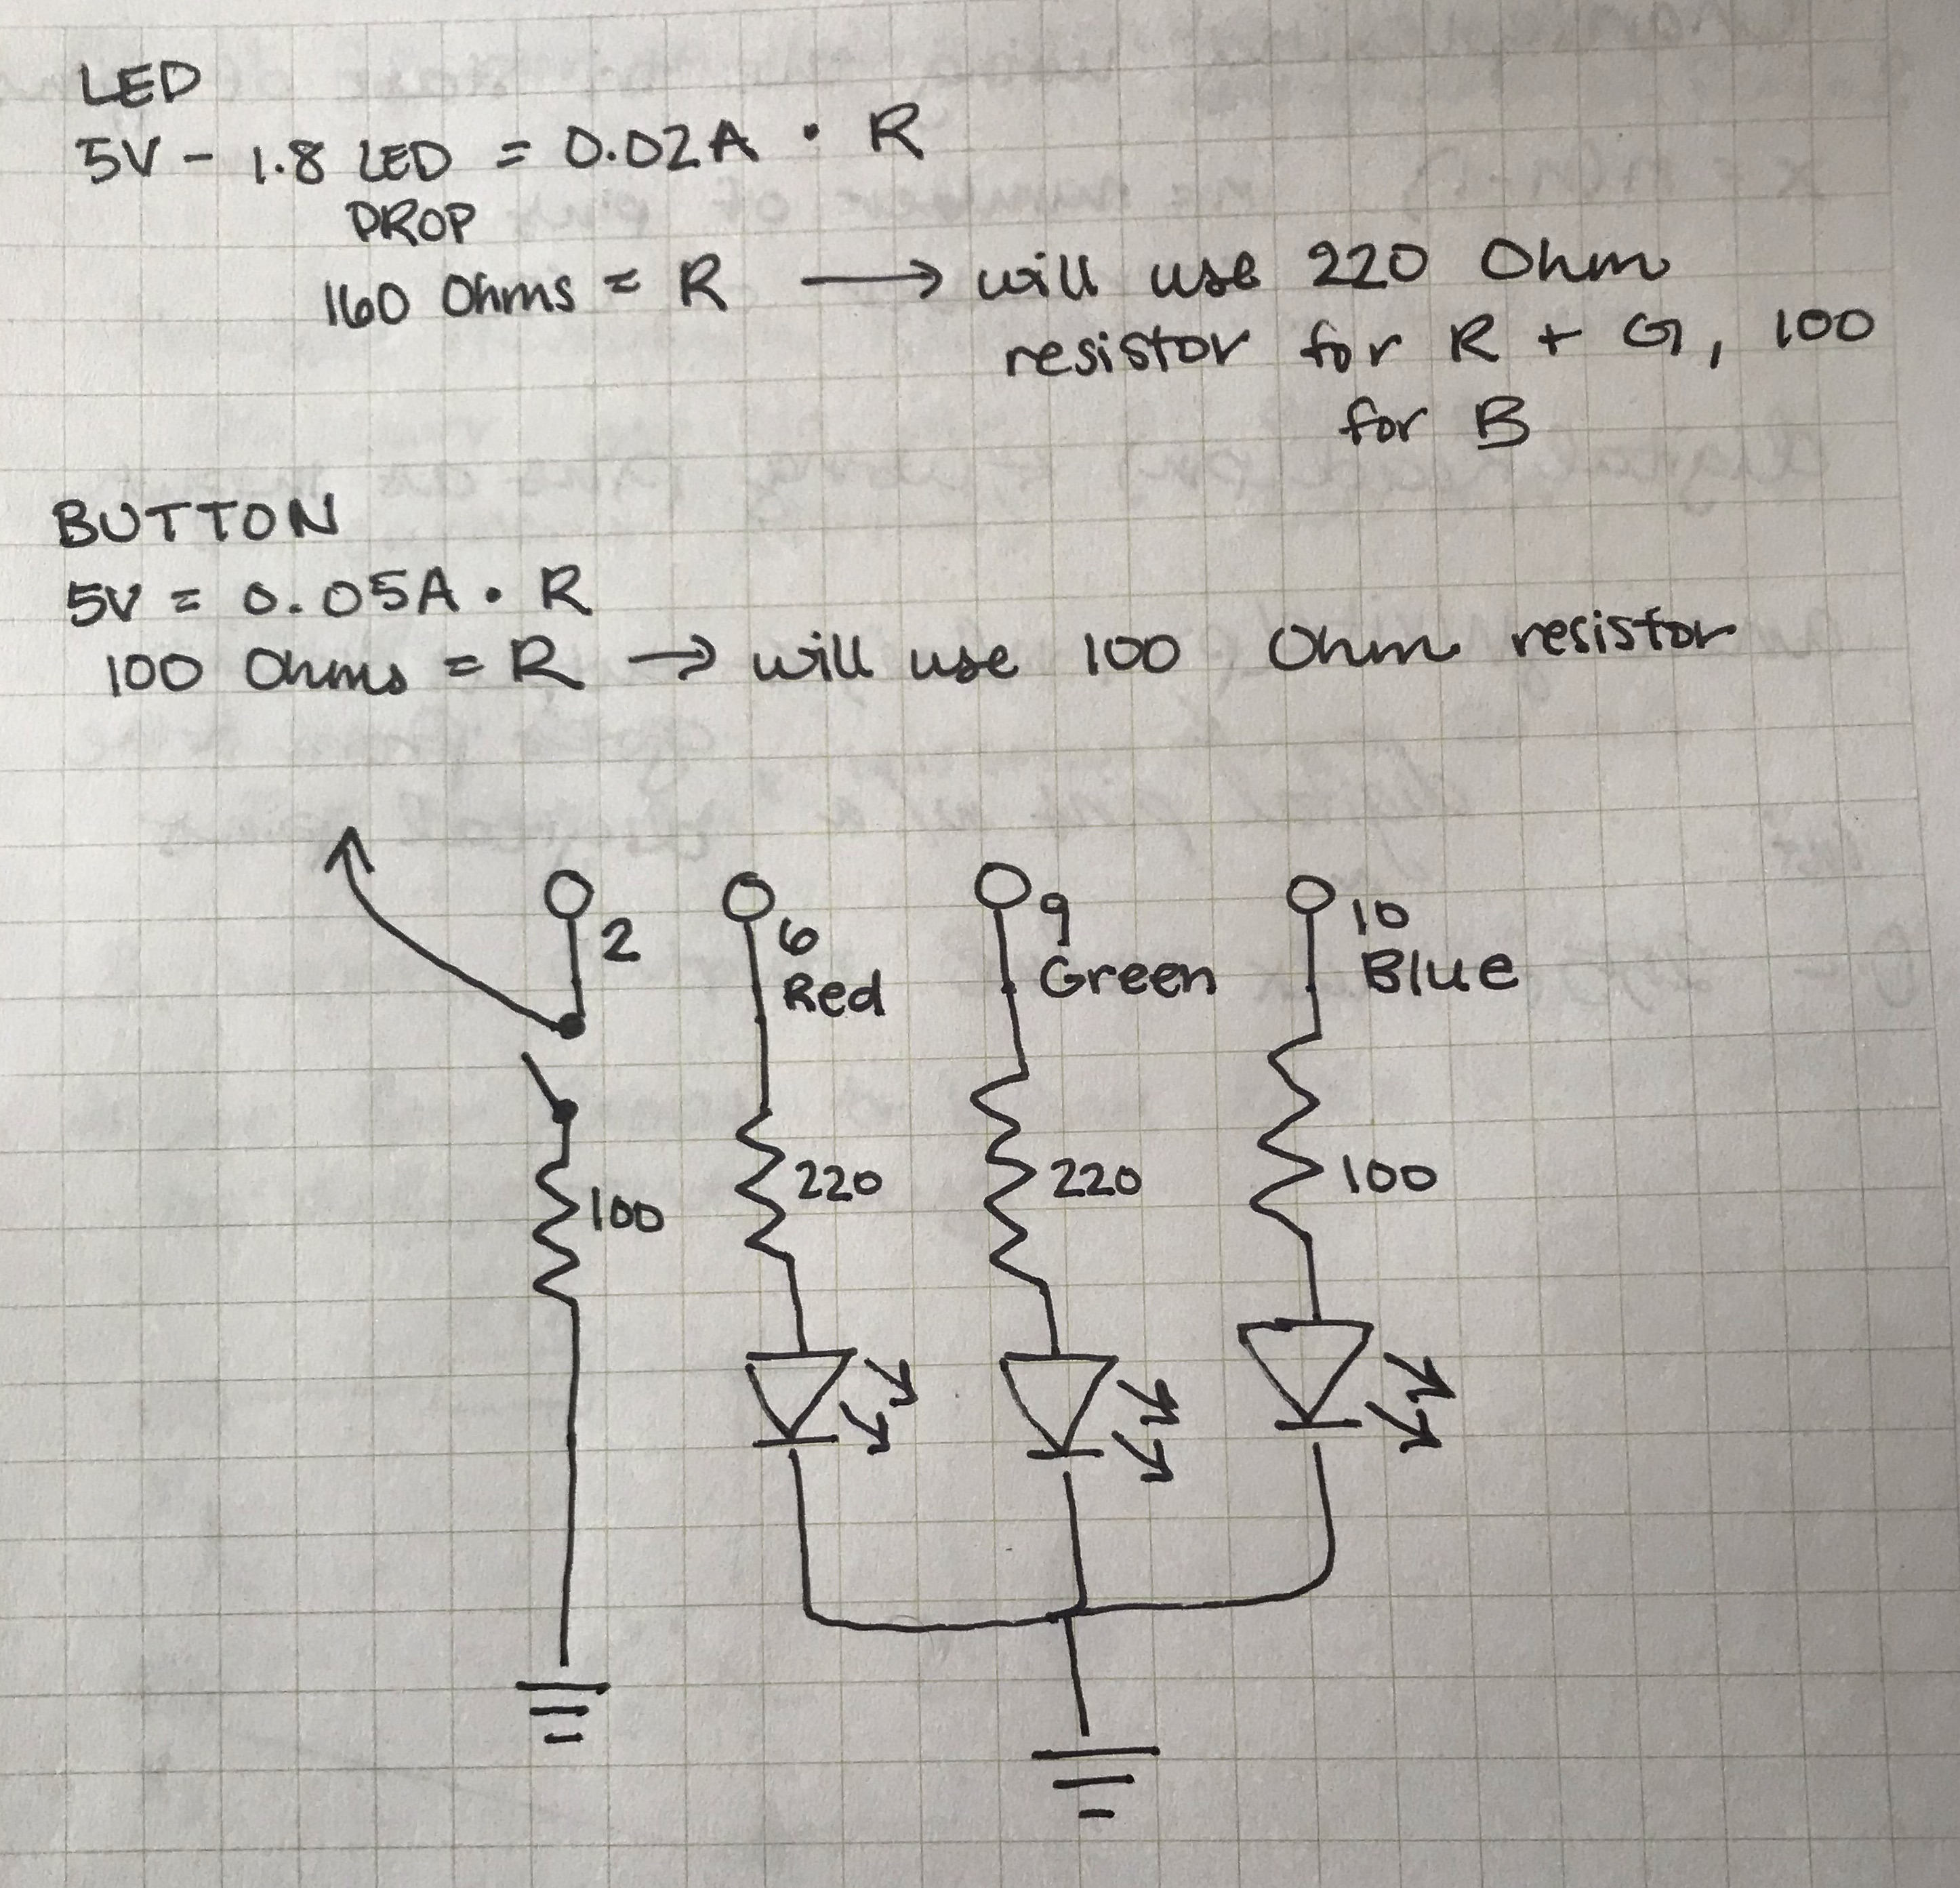 LED
5V - 1.8 LED = 0.02A • R
DROP
160 Ohms = R → will use 220 Ohm
resistor for R + G, 100
for B
BUTTON
5V = 0.05A • R
100 Ohms = R → will use 100 Ohm resistor
2
6
Red
9
Green
10
Blue
100
220
220
100